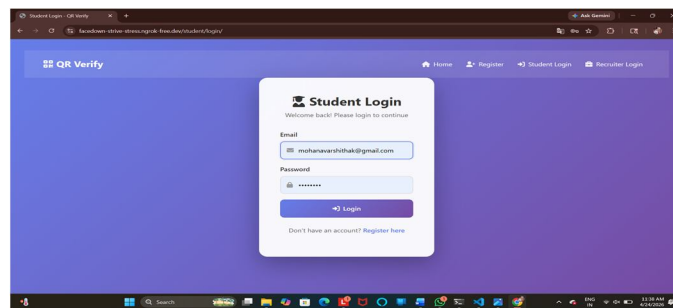 Student Login - QR Verify
Ask Gemini
facedown-strive-stress.ngrok-free.dev/student/login/
QR Verify
Home
Register
Student Login
Recruiter Login
Student Login
Welcome back! Please login to continue
Email
mohanavarshithak@gmail.com
Password
••••••••
Login
Don't have an account? Register here
Search
ENG
IN
11:36 AM
4/24/2026